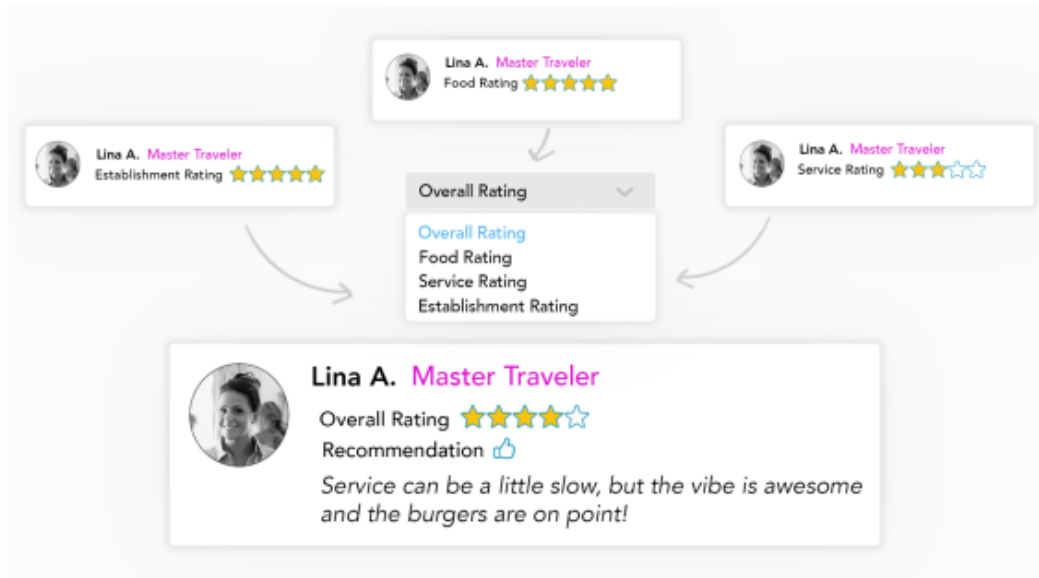 Lina A. Master Traveler
Food Rating
Lina A. Master Traveler
Establishment Rating
Lina A. Master Traveler
Service Rating
Overall Rating
Overall Rating
Food Rating
Service Rating
Establishment Rating
Lina A. Master Traveler
Overall Rating
Recommendation
Service can be a little slow, but the vibe is awesome
and the burgers are on point!